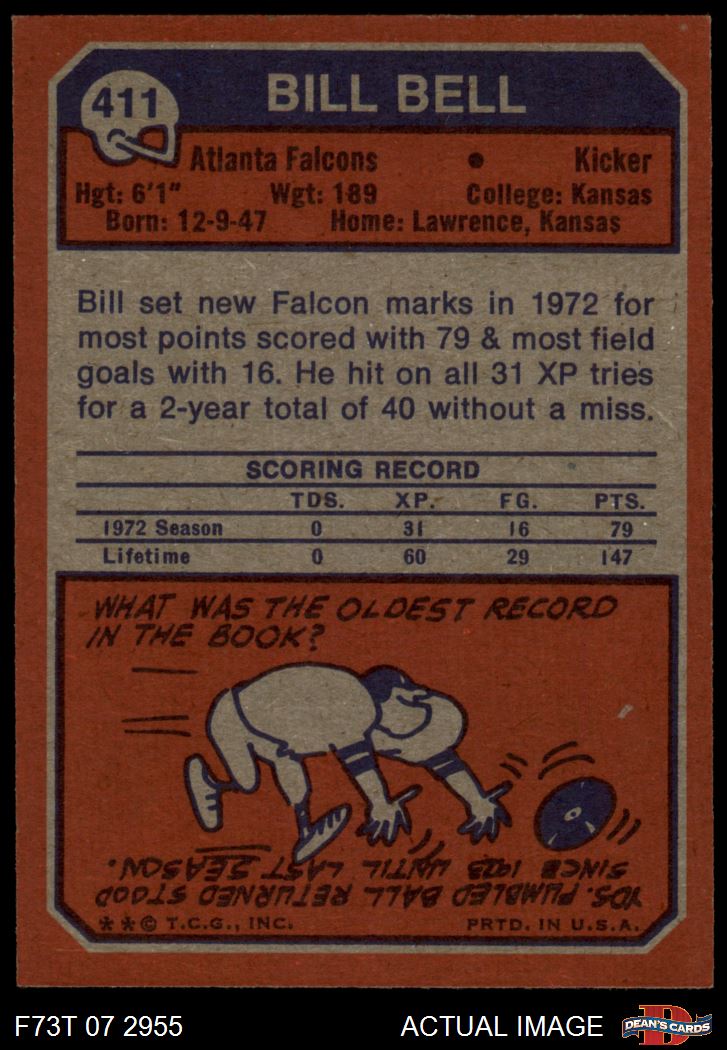 411
BILL BELL
Atlanta Falcons • Kicker
Hgt: 6'1" Wgt: 189 College: Kansas
Born: 12-9-47 Home: Lawrence, Kansas
Bill set new Falcon marks in 1972 for
most points scored with 79 & most field
goals with 16. He hit on all 31 XP tries
for a 2-year total of 40 without a miss.
SCORING RECORD
TDS. XP. FG. PTS.
1972 Season 0 31 16 79
Lifetime 0 60 29 147
WHAT WAS THE OLDEST RECORD
IN THE BOOK?
YDS. FUMBLED BALL RETURNED STOOD
SINCE 1923 UNTIL LAST SEASON.
**© T.C.G., INC. PRTD. IN U.S.A.
F73T 07 2955 ACTUAL IMAGE
D
DEAN'S CARDS